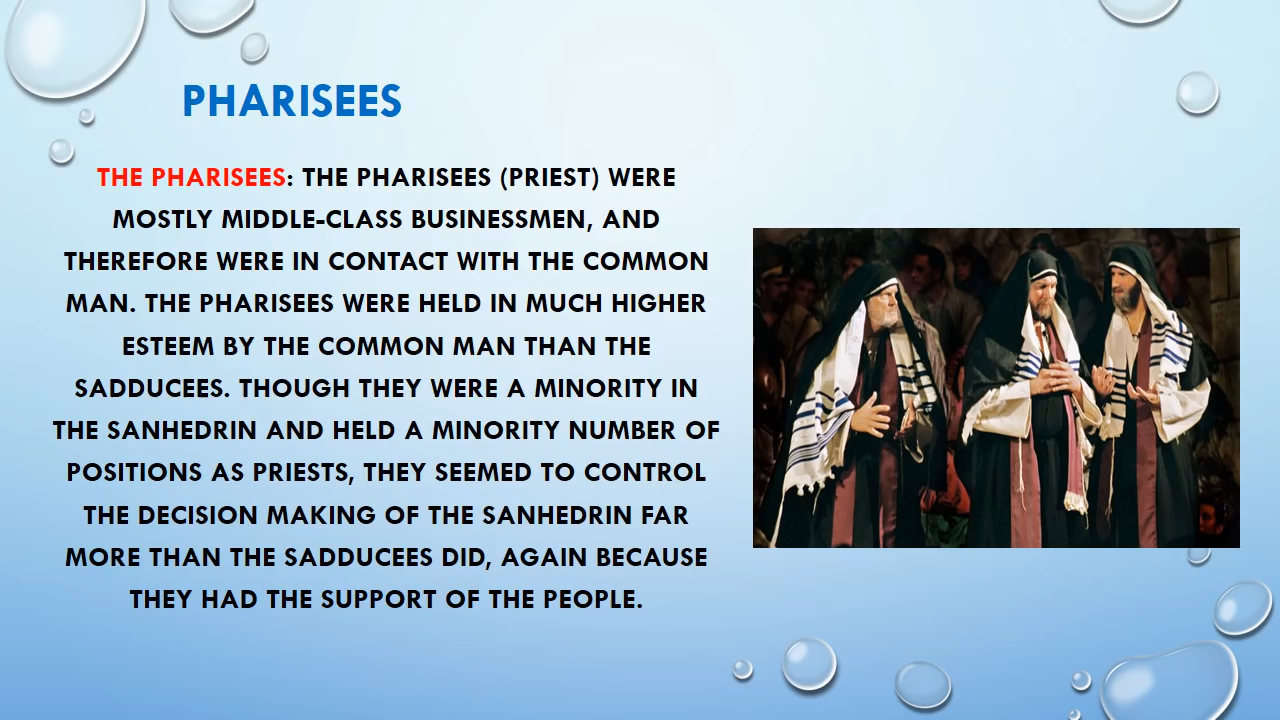 PHARISEES
THE PHARISEES: THE PHARISEES (PRIEST) WERE
MOSTLY MIDDLE-CLASS BUSINESSMEN, AND
THEREFORE WERE IN CONTACT WITH THE COMMON
MAN. THE PHARISEES WERE HELD IN MUCH HIGHER
ESTEEM BY THE COMMON MAN THAN THE
SADDUCEES. THOUGH THEY WERE A MINORITY IN
THE SANHEDRIN AND HELD A MINORITY NUMBER OF
POSITIONS AS PRIESTS, THEY SEEMED TO CONTROL
THE DECISION MAKING OF THE SANHEDRIN FAR
MORE THAN THE SADDUCEES DID, AGAIN BECAUSE
THEY HAD THE SUPPORT OF THE PEOPLE.